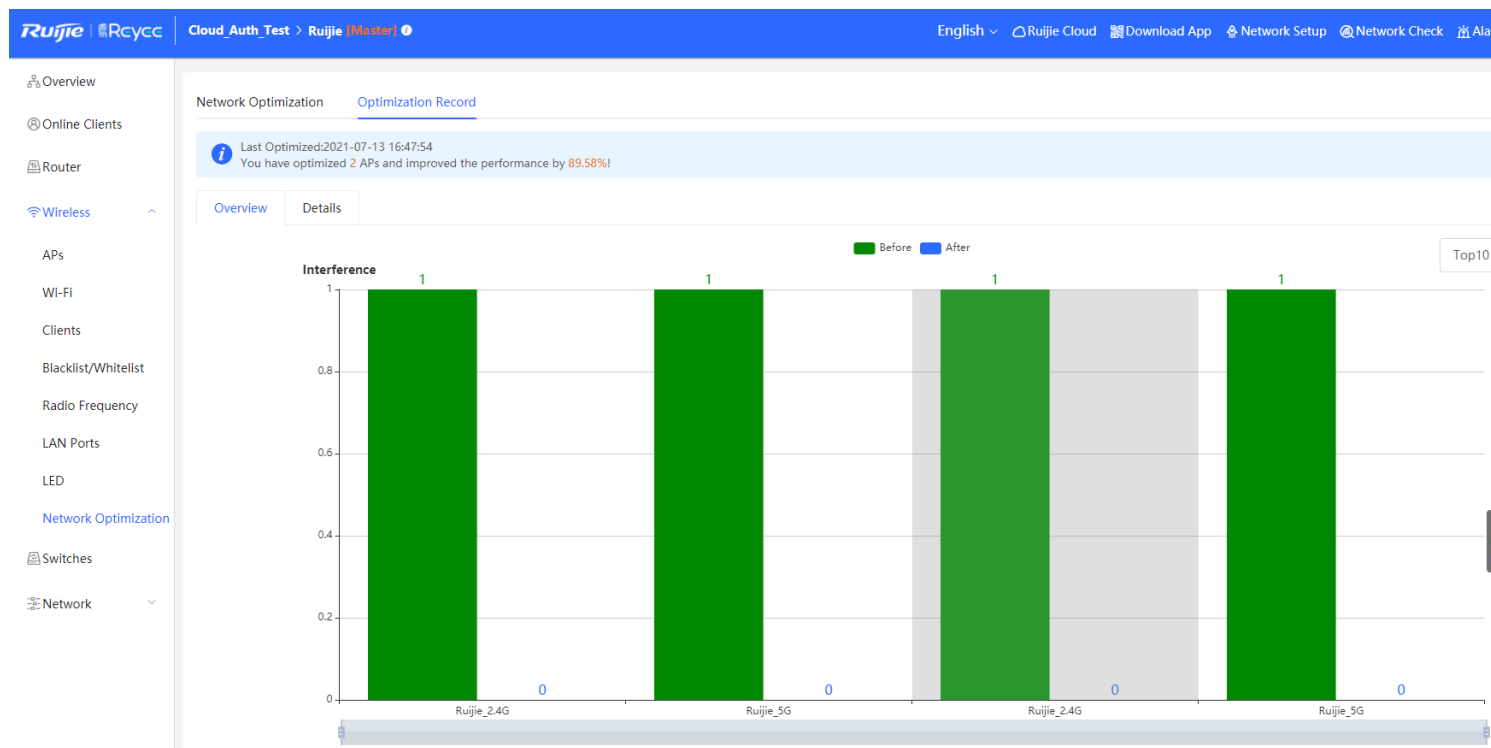 Ruijie | Rcycc Cloud_Auth_Test > Ruijie [Master] English Ruijie Cloud Download App Network Setup Network Check Ala
Overview
Online Clients
Router
Wireless
APs
Wi-Fi
Clients
Blacklist/Whitelist
Radio Frequency
LAN Ports
LED
Network Optimization
Switches
Network
Network Optimization Optimization Record
Last Optimized:2021-07-13 16:47:54
You have optimized 2 APs and improved the performance by 89.58%!
Overview Details
Before After
Top10
Interference
1 1 1 1
1
0.8
0.6
0.4
0.2
0
0 0 0 0
Ruijie_2.4G Ruijie_5G Ruijie_2.4G Ruijie_5G